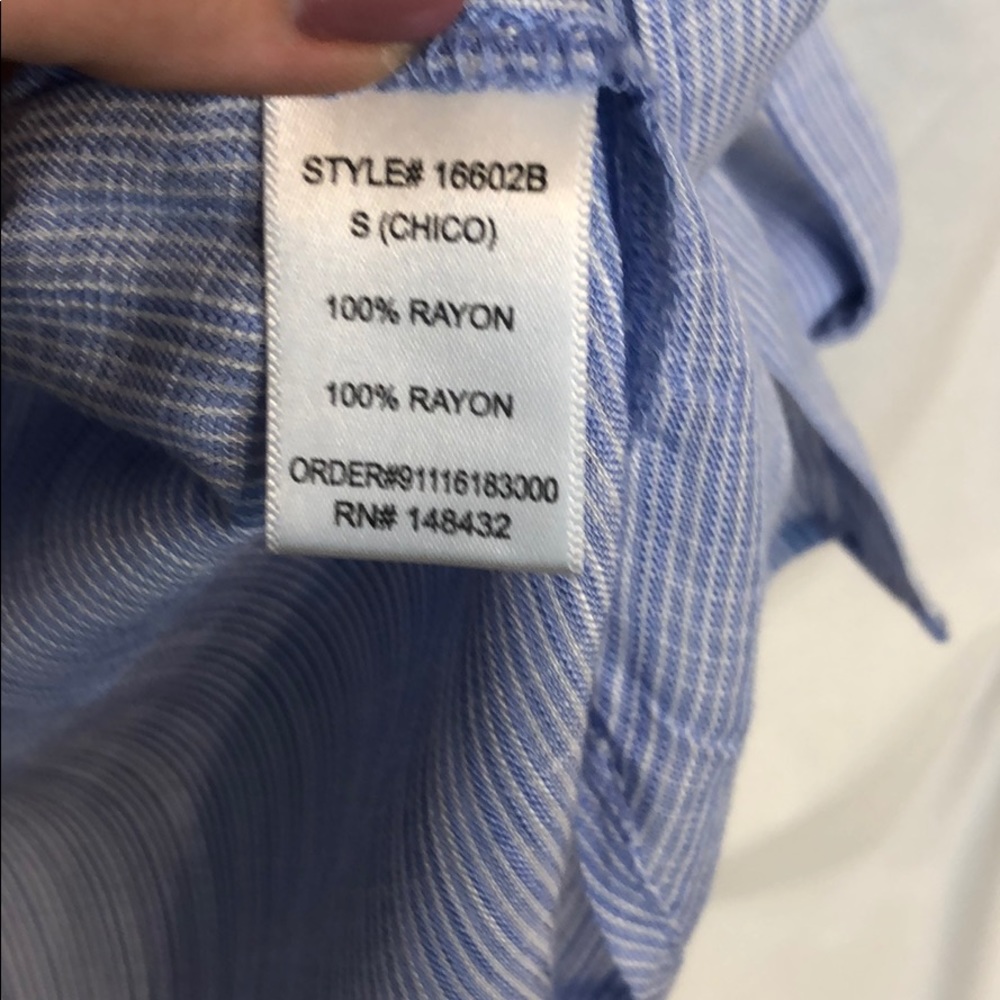 STYLE# 16602B
S (CHICO)
100% RAYON
100% RAYON
ORDER#91116183000
RN# 148432